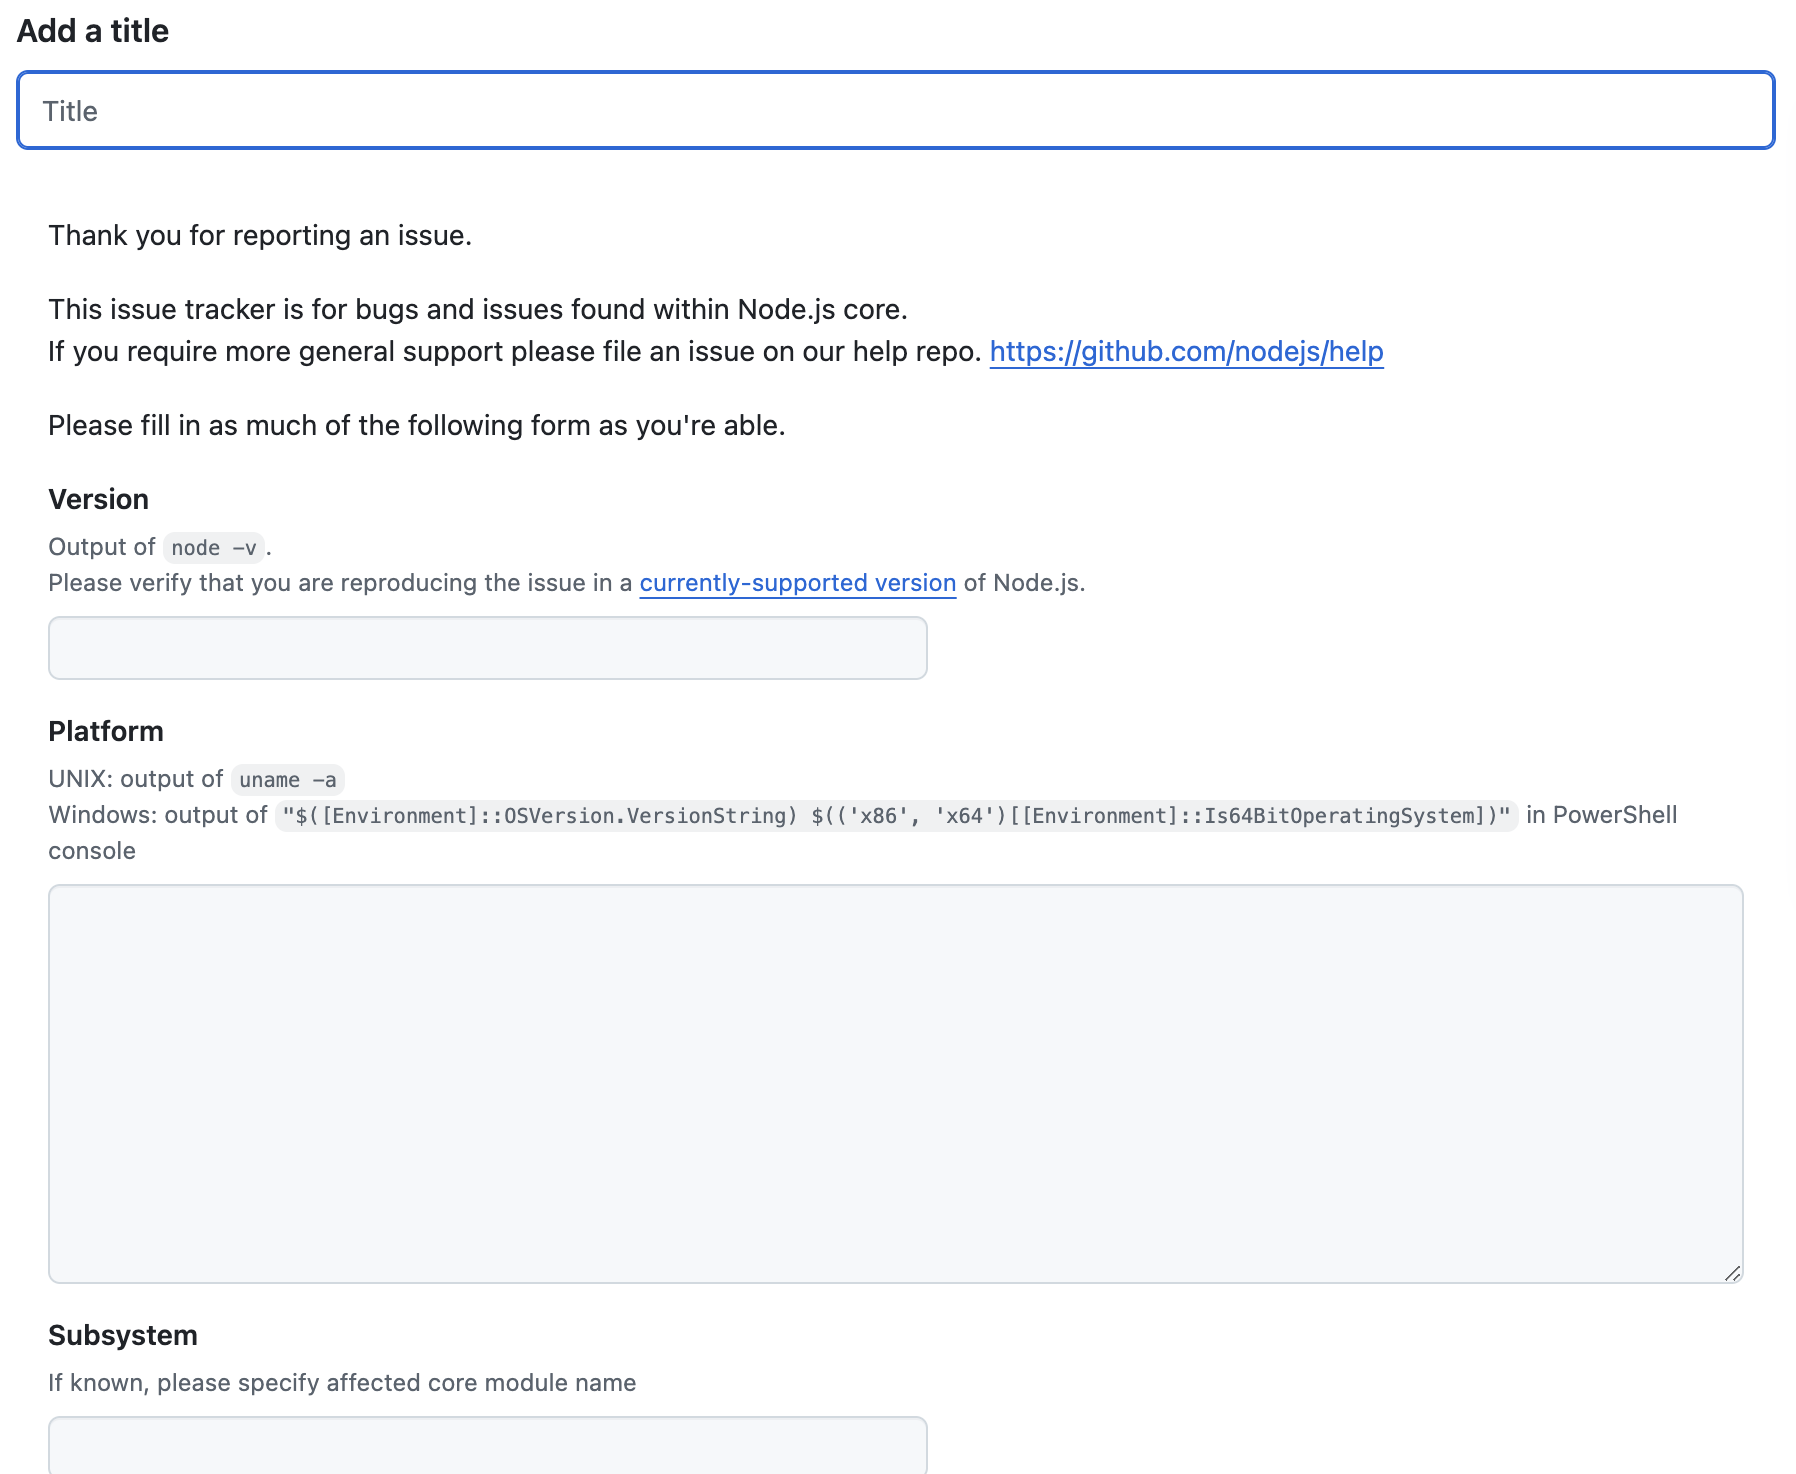 Add a title
Title
Thank you for reporting an issue.
This issue tracker is for bugs and issues found within Node.js core.
If you require more general support please file an issue on our help repo. https://github.com/nodejs/help
Please fill in as much of the following form as you're able.
Version
Output of node -v.
Please verify that you are reproducing the issue in a currently-supported version of Node.js.
Platform
UNIX: output of uname -a
Windows: output of "$([Environment]::OSVersion.VersionString) $(('x86', 'x64')[[Environment]::Is64BitOperatingSystem])" in PowerShell
console
Subsystem
If known, please specify affected core module name